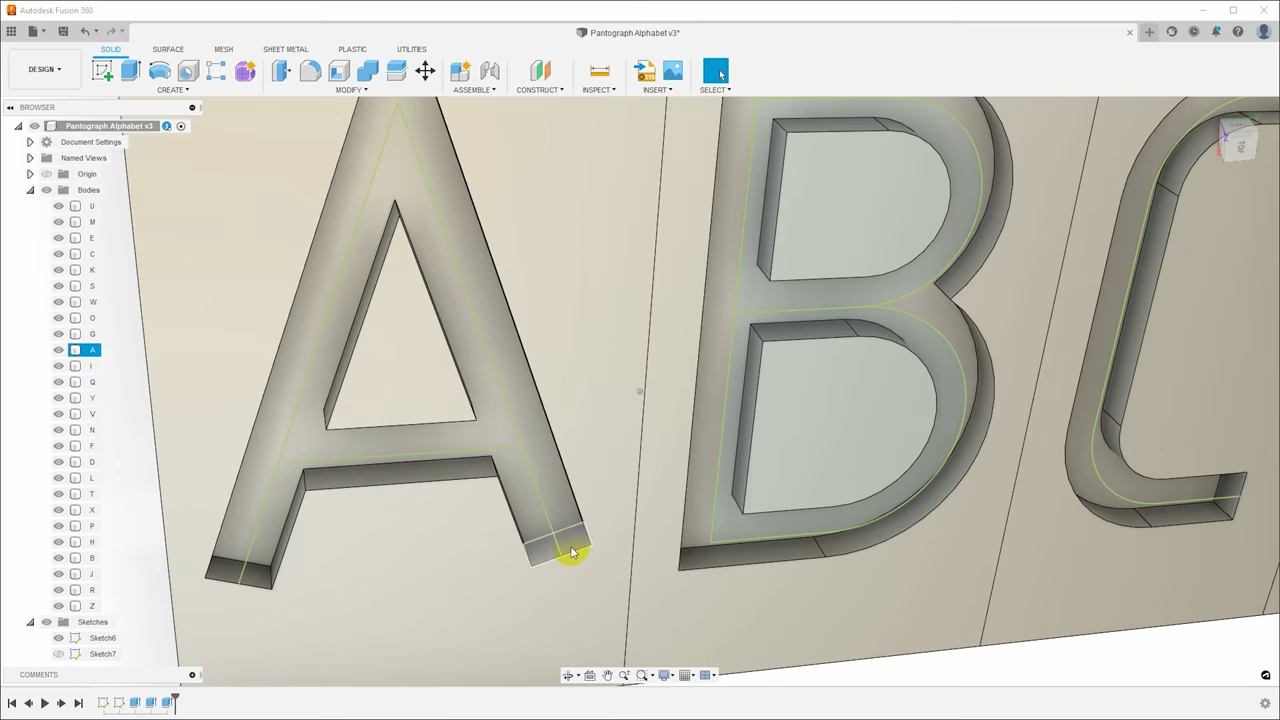 Autodesk Fusion 360
Pantograph Alphabet v3*
DESIGN
SOLID SURFACE MESH SHEET METAL PLASTIC UTILITIES
CREATE MODIFY ASSEMBLE CONSTRUCT INSPECT INSERT SELECT
BROWSER
Pantograph Alphabet v3
Document Settings
Named Views
Origin
Bodies
U
M
E
C
K
S
W
O
G
A
I
Q
Y
V
N
F
D
L
T
X
P
H
B
J
R
Z
Sketches
Sketch6
Sketch7
COMMENTS
TOP